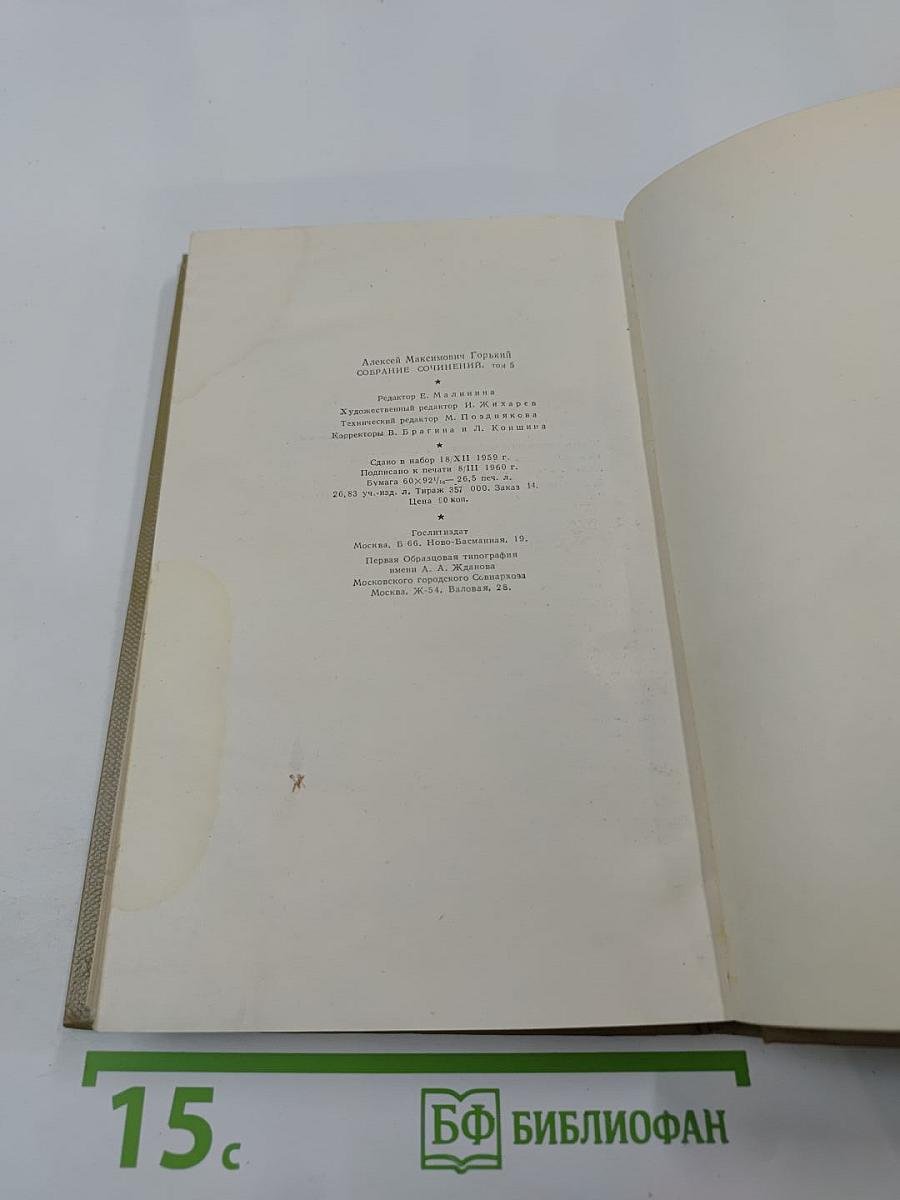 Алексей Максимович Горький
СОБРАНИЕ СОЧИНЕНИЙ, том 5
★
Редактор Е. Малинина
Художественный редактор И. Жихарев
Технический редактор М. Позднякова
Корректоры В. Брагина и Л. Коншина
★
Сдано в набор 18/XII 1959 г.
Подписано к печати 8/III 1960 г.
Бумага 60×92¹/₁₆— 26,5 печ. л.
26,83 уч.-изд. л. Тираж 357 000. Заказ 14.
Цена 90 коп.
★
Гослитиздат
Москва, Б-66, Ново-Басманная, 19.
Первая Образцовая типография
имени А. А. Жданова
Московского городского Совнархоза
Москва, Ж-54, Валовая, 28.
15 с
БФ БИБЛИОФАН